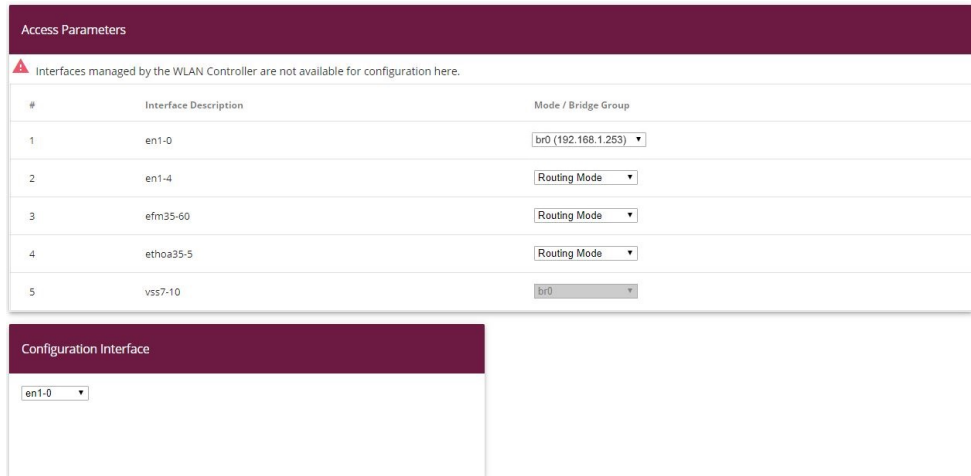 Access Parameters
Interfaces managed by the WLAN Controller are not available for configuration here.
# Interface Description Mode / Bridge Group
1 en1-0 br0 (192.168.1.253)
2 en1-4 Routing Mode
3 efm35-60 Routing Mode
4 ethoa35-5 Routing Mode
5 vss7-10 br0
Configuration Interface
en1-0